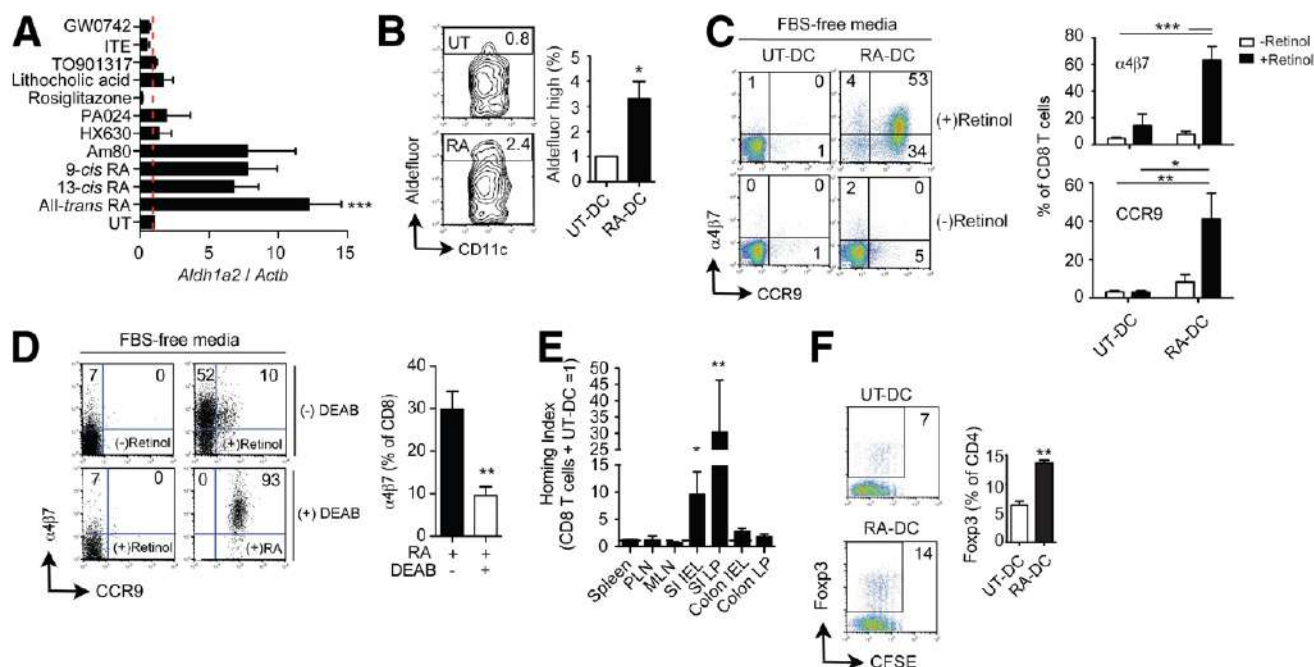 A
GW0742
ITE
TO901317
Lithocholic acid
Rosiglitazone
PA024
HX630
Am80
9-cis RA
13-cis RA
All-trans RA
UT
***
0 5 10 15
Aldn1a2 / Actb
B
UT 0.8
RA 2.4
Aldefluor
CD11c
Aldefluor high (%)
5
4
3
2
1
0
*
UT-DC
RA-DC
C
FBS-free media
UT-DC RA-DC
1 0 4 53
1 34
(+)Retinol
0 0 2 0
1 5
(-)Retinol
α4β7
CCR9
% of CD8 T cells
-Retinol
+Retinol
***
α4β7
80
60
40
20
0
*
**
CCR9
80
60
40
20
0
UT-DC
RA-DC
D
FBS-free media
7 0 52 10
(-)Retinol (+)Retinol
(-) DEAB
7 0 0 93
(+)Retinol (+)RA
(+) DEAB
α4β7
CCR9
α4β7 (% of CD8)
40
30
20
10
0
**
RA + +
DEAB - +
E
Homing Index
(CD8 T cells + UT-DC =1)
50
45
40
35
30
25
15
10
5
0
*
**
Spleen
PLN
MLN
SI IEL
SI LP
Colon IEL
Colon LP
F
UT-DC
7
RA-DC
14
Foxp3
CFSE
Foxp3 (% of CD4)
15
10
5
0
**
UT-DC
RA-DC